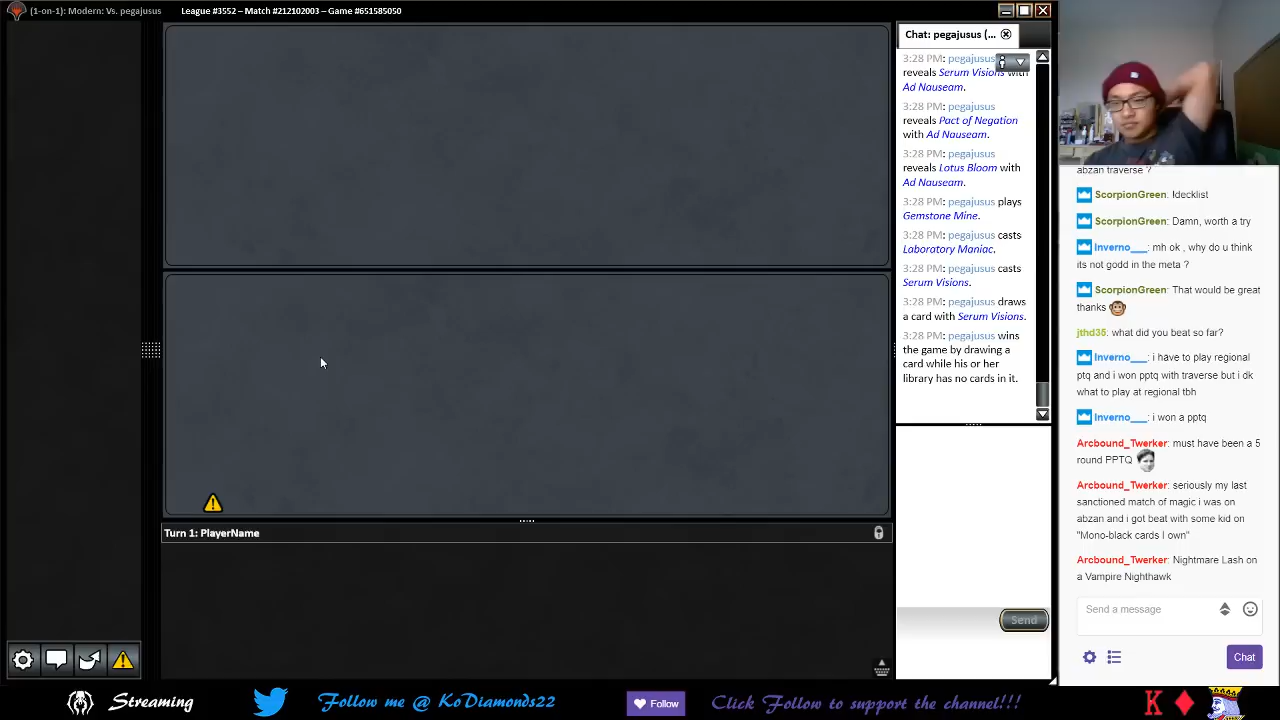 (1-on-1): Modern: Vs. pegajusus
League #3552 – Match #212102003 – Game #651585050
Chat: pegajusus (...
3:28 PM: pegajusus
reveals Serum Visions with
Ad Nauseam.
3:28 PM: pegajusus
reveals Pact of Negation
with Ad Nauseam.
3:28 PM: pegajusus
reveals Lotus Bloom with
Ad Nauseam.
3:28 PM: pegajusus plays
Gemstone Mine.
3:28 PM: pegajusus casts
Laboratory Maniac.
3:28 PM: pegajusus casts
Serum Visions.
3:28 PM: pegajusus draws
a card with Serum Visions.
3:28 PM: pegajusus wins
the game by drawing a
card while his or her
library has no cards in it.
Send
Turn 1: PlayerName
abzan traverse ?
ScorpionGreen: !decklist
ScorpionGreen: Damn, worth a try
Inverno___: mh ok , why do u think
its not godd in the meta ?
ScorpionGreen: That would be great
thanks
jthd35: what did you beat so far?
Inverno___: i have to play regional
ptq and i won pptq with traverse but i dk
what to play at regional tbh
Inverno___: i won a pptq
Arcbound_Twerker: must have been a 5
round PPTQ
Arcbound_Twerker: seriously my last
sanctioned match of magic i was on
abzan and i got beat with some kid on
"Mono-black cards I own"
Arcbound_Twerker: Nightmare Lash on
a Vampire Nighthawk
Send a message
Chat
Streaming
Follow me @ KoDiamonds22
Follow
Click Follow to support the channel!!!
K